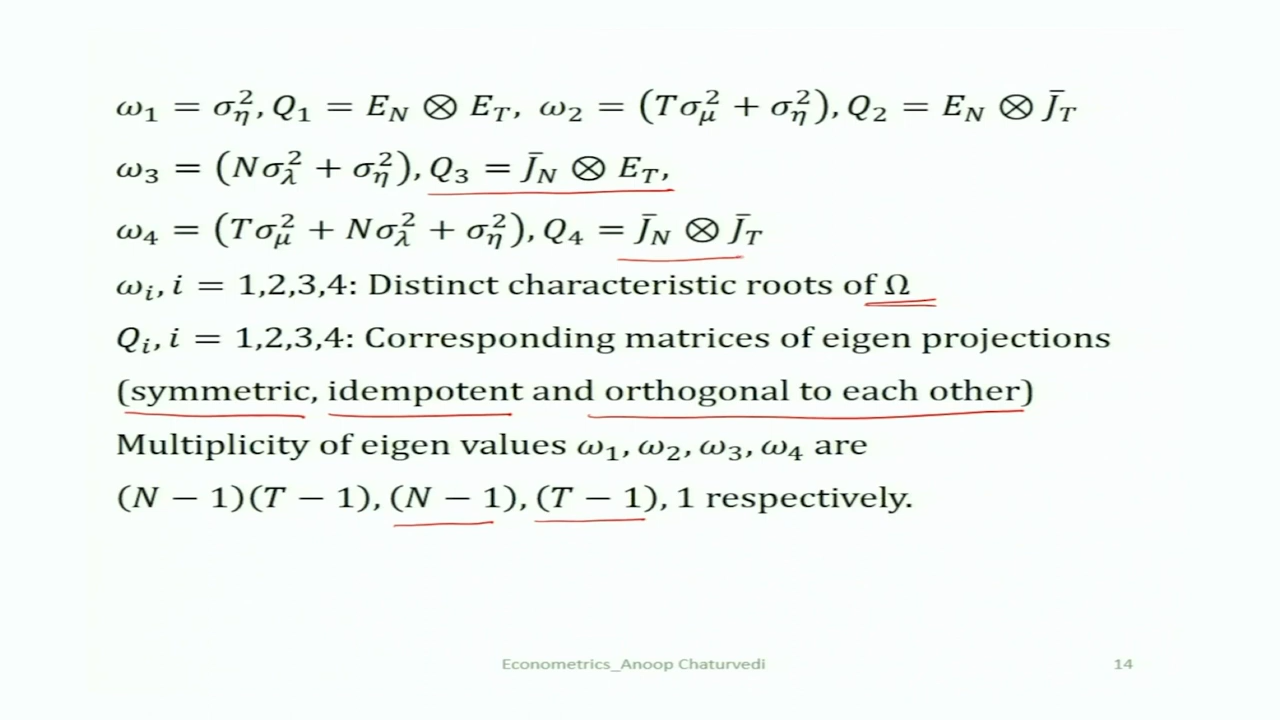 ω₁ = σ²_η, Q₁ = E_N ⊗ E_T, ω₂ = (Tσ²_μ + σ²_η), Q₂ = E_N ⊗ J̄_T
ω₃ = (Nσ²_λ + σ²_η), Q₃ = J̄_N ⊗ E_T,
ω₄ = (Tσ²_μ + Nσ²_λ + σ²_η), Q₄ = J̄_N ⊗ J̄_T
ωᵢ, i = 1,2,3,4: Distinct characteristic roots of Ω
Qᵢ, i = 1,2,3,4: Corresponding matrices of eigen projections
(symmetric, idempotent and orthogonal to each other)
Multiplicity of eigen values ω₁, ω₂, ω₃, ω₄ are
(N − 1)(T − 1), (N − 1), (T − 1), 1 respectively.
Econometrics_Anoop Chaturvedi 14